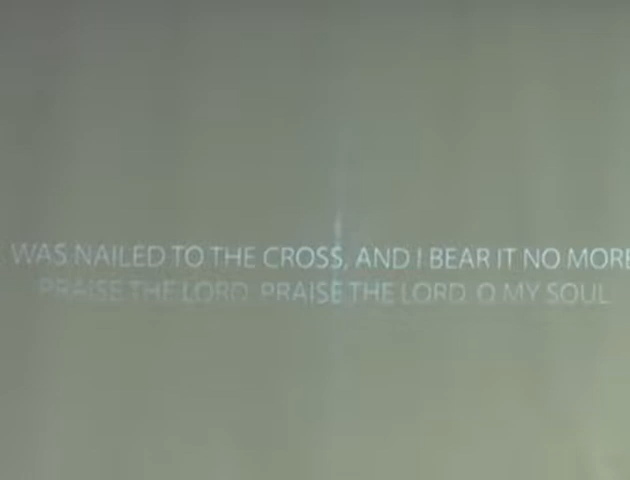 WAS NAILED TO THE CROSS, AND I BEAR IT NO MORE
PRAISE THE LORD, PRAISE THE LORD, O MY SOUL